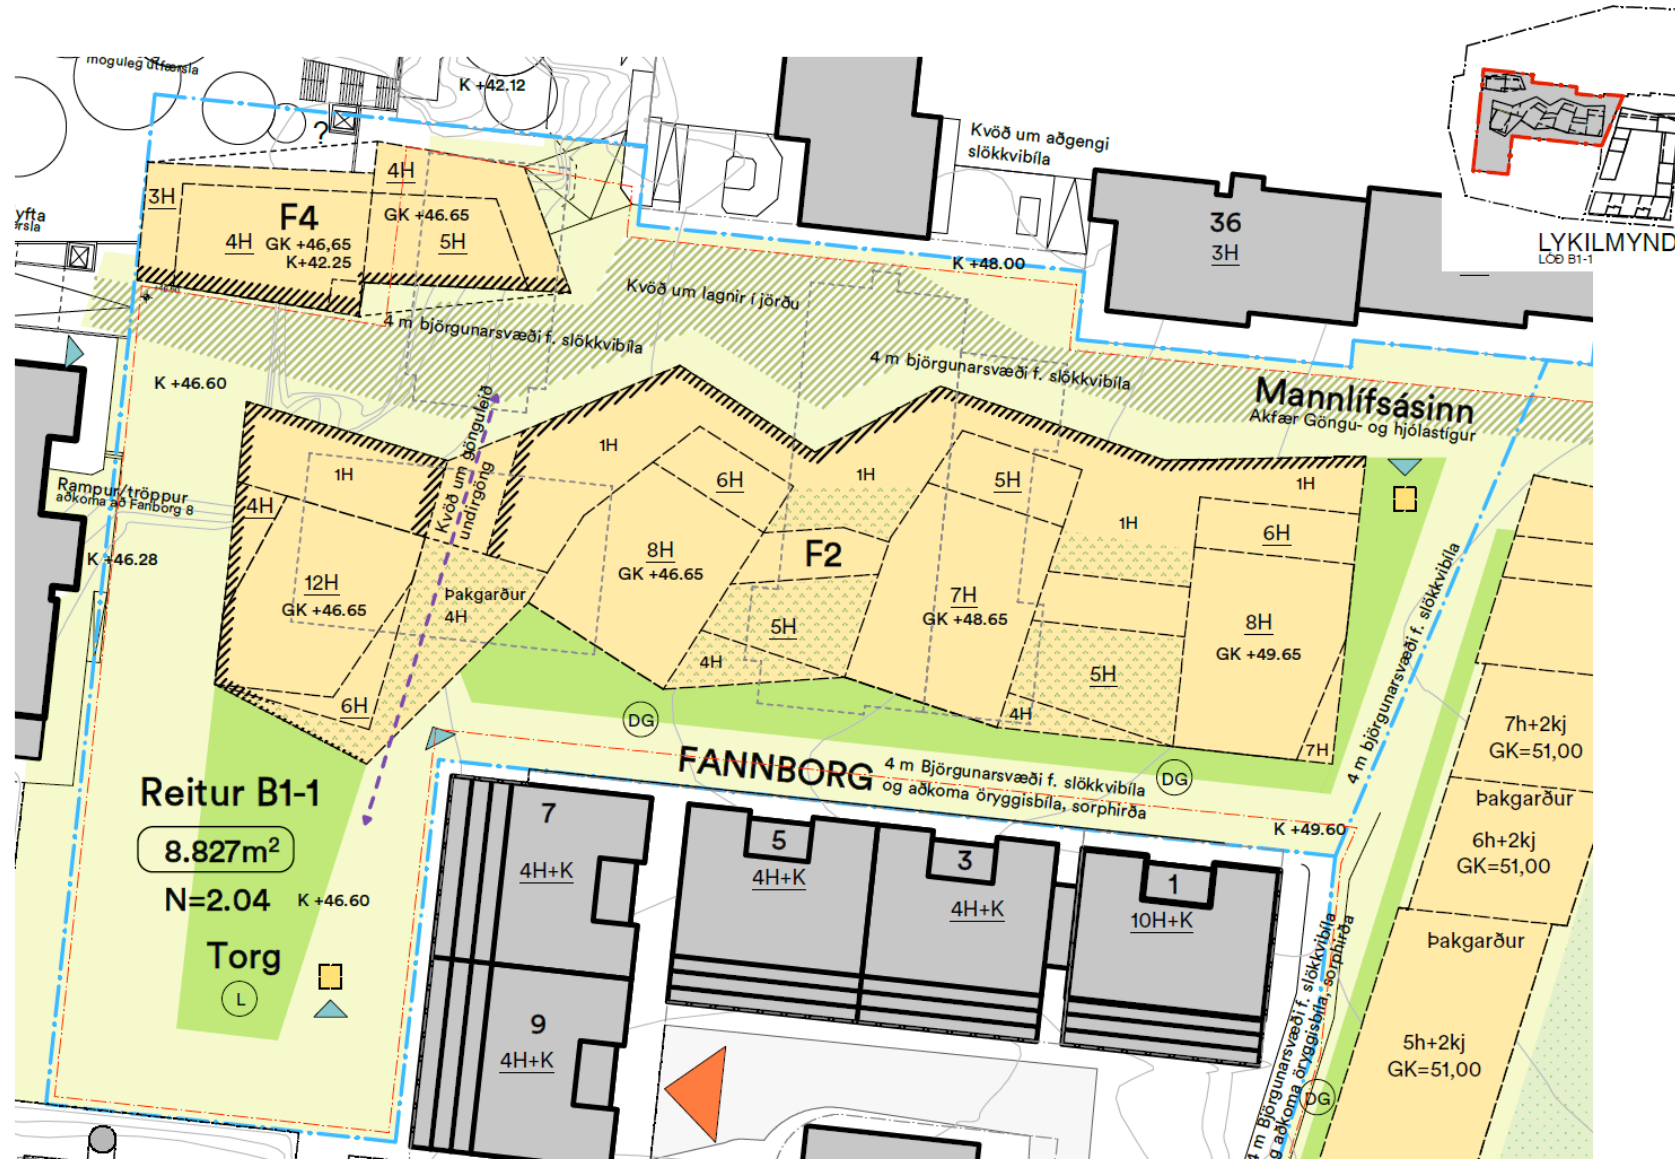 möguleg útfærsla
K +42.12
?
Kvöð um aðgengi
slökkvibíla
LYKILMYND
LÓÐ B1-1
36
3H
3H
4H
F4
GK +46.65
4H
GK +46,65
K+42.25
5H
yfta
K +48.00
Kvöð um lagnir í jörðu
4 m björgunarsvæði f. slökkvibíla
4 m björgunarsvæði f. slökkvibíla
Mannlífsásinn
Akfær Göngu- og hjólastígur
K +46.60
Kvöð um gönguleið
undirgöng
Rampur/tröppur
aðkoma að Fanborg 8
K +46.28
1H
4H
12H
GK +46.65
6H
Þakgarður
4H
1H
6H
8H
GK +46.65
F2
1H
5H
4H
5H
7H
GK +48.65
1H
5H
4H
1H
6H
8H
GK +49.65
7H
4 m björgunarsvæði f. slökkvibíla
DG
DG
FANNBORG
4 m Björgunarsvæði f. slökkvibíla
og aðkoma öryggisbíla, sorphirða
K +49.60
Reitur B1-1
8.827m²
N=2.04
K +46.60
Torg
L
7
4H+K
5
4H+K
3
4H+K
1
10H+K
9
4H+K
7h+2kj
GK=51,00
Þakgarður
6h+2kj
GK=51,00
Þakgarður
5h+2kj
GK=51,00
4 m Björgunarsvæði f. slökkvibíla
g aðkoma öryggisbíla, sorphirða
DG